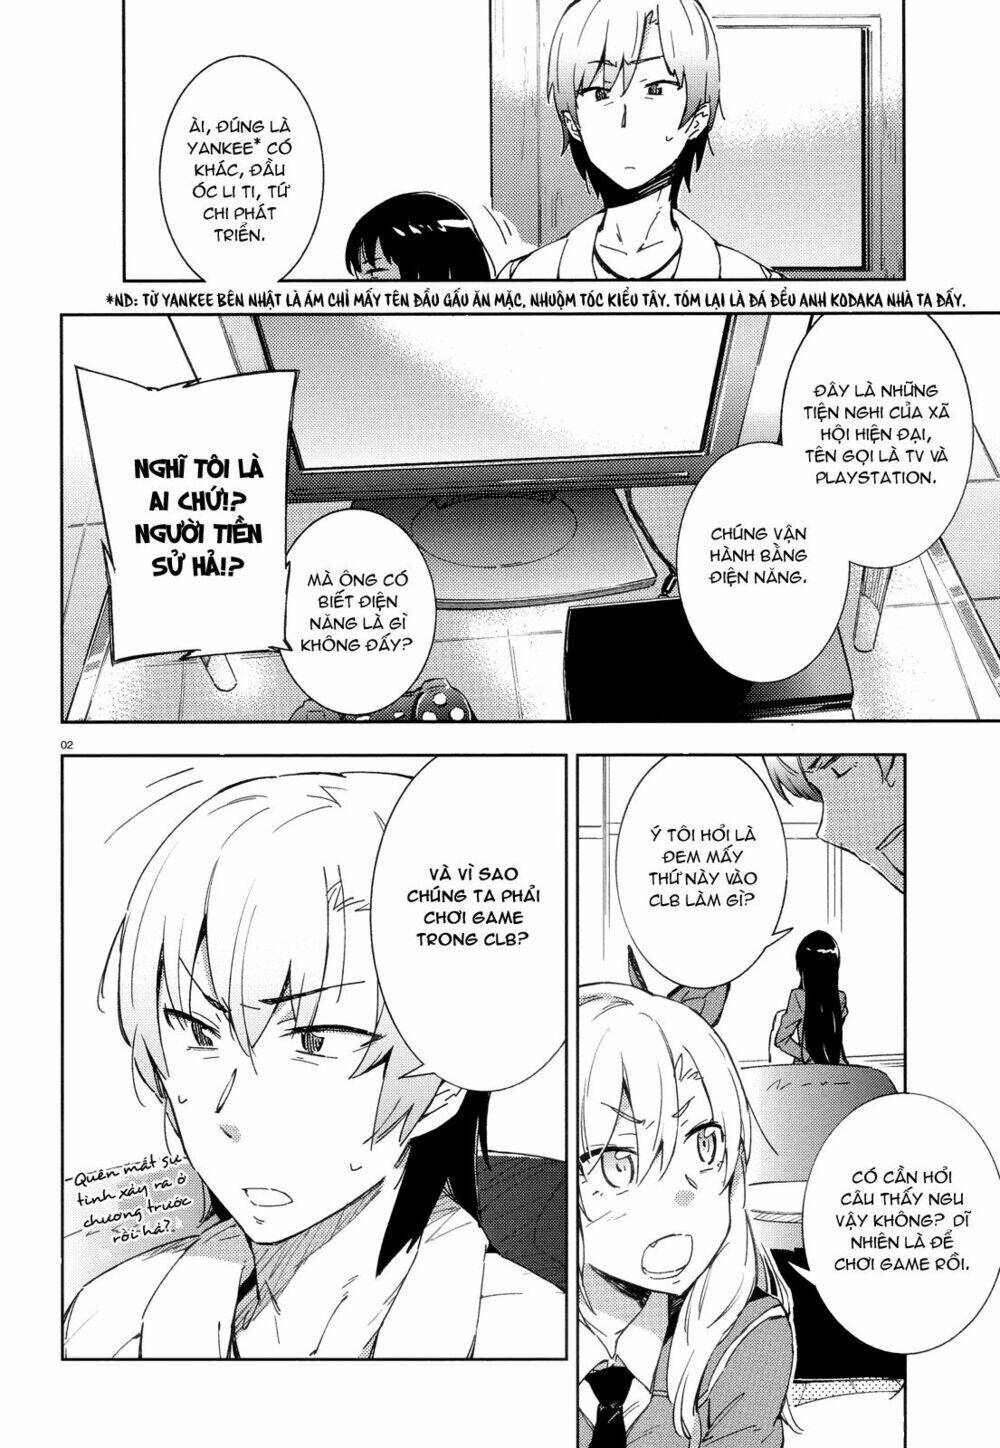 ÀI, ĐÚNG LÀ
YANKEE* CÓ
KHÁC, ĐẦU
ÓC LI TI, TỨ
CHI PHÁT
TRIỂN.
*ND: TỪ YANKEE BÊN NHẬT LÀ ÁM CHỈ MẤY TÊN ĐẦU GẤU ĂN MẶC, NHUỘM TÓC KIỂU TÂY. TÓM LẠI LÀ ĐÁ ĐỂU ANH KODAKA NHÀ TA ĐẤY.
ĐÂY LÀ NHỮNG
TIỆN NGHI CỦA XÃ
HỘI HIỆN ĐẠI,
TÊN GỌI LÀ TV VÀ
PLAYSTATION.
CHÚNG VẬN
HÀNH BẰNG
ĐIỆN NĂNG.
MÀ ÔNG CÓ
BIẾT ĐIỆN
NĂNG LÀ GÌ
KHÔNG ĐẤY?
NGHĨ TÔI LÀ
AI CHỨ!?
NGƯỜI TIỀN
SỬ HẢ!?
02
Ý TÔI HỎI LÀ
ĐEM MẤY
THỨ NÀY VÀO
CLB LÀM GÌ?
CÓ CẦN HỎI
CÂU THẤY NGU
VẬY KHÔNG? DĨ
NHIÊN LÀ ĐỂ
CHƠI GAME RỒI.
VÀ VÌ SAO
CHÚNG TA PHẢI
CHƠI GAME
TRONG CLB?
Quên mất sự
tình xảy ra ở
chương trước
rồi hả?